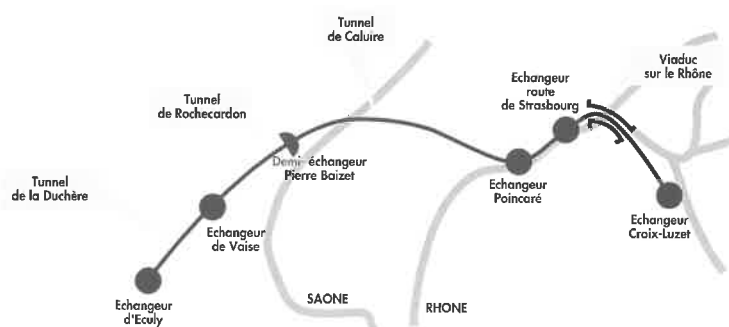 Tunnel
de Caluire
Viaduc
sur le Rhône
Echangeur
route
de Strasbourg
Tunnel
de Rochecardon
Demi-échangeur
Pierre Baizet
Tunnel
de la Duchère
Echangeur
Poincaré
Echangeur
de Vaise
Echangeur
Croix-Luzet
SAONE
RHONE
Echangeur
d'Ecully